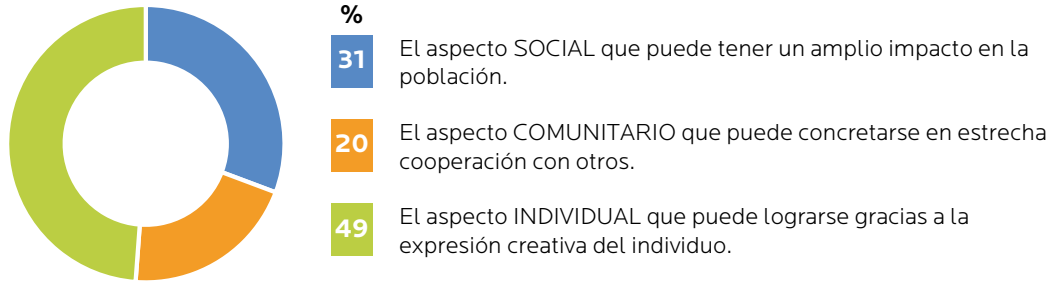 %
31
El aspecto SOCIAL que puede tener un amplio impacto en la
población.
20
El aspecto COMUNITARIO que puede concretarse en estrecha
cooperación con otros.
49
El aspecto INDIVIDUAL que puede lograrse gracias a la
expresión creativa del individuo.